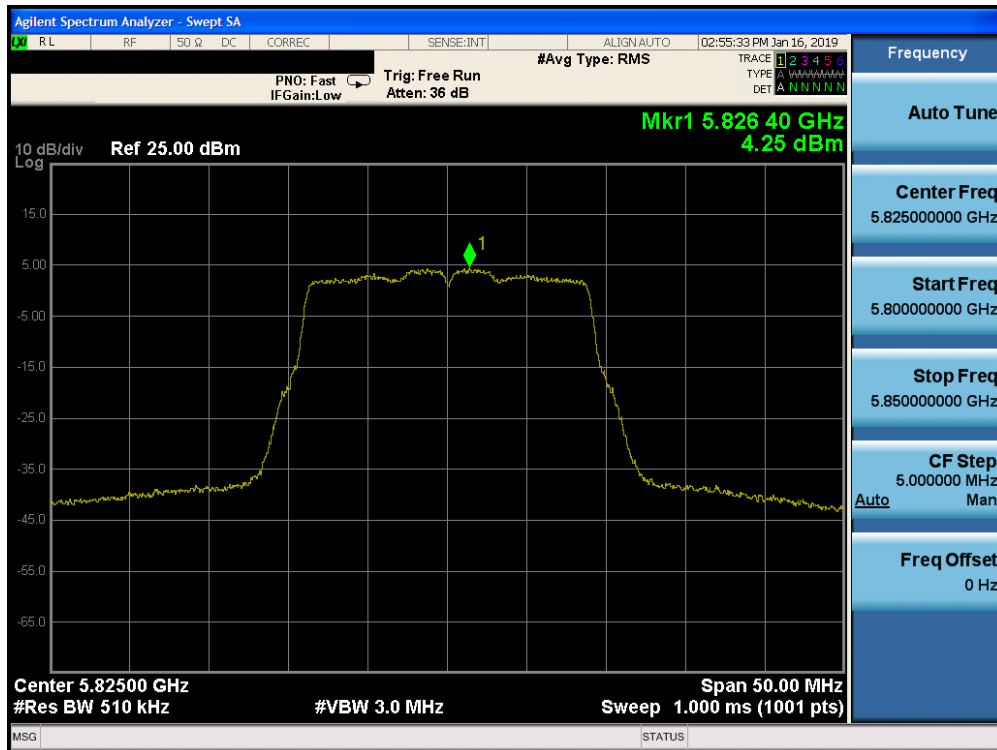 Agilent Spectrum Analyzer - Swept SA
LXI RL RF 50 Ω DC CORREC SENSE:INT ALIGN AUTO 02:55:33 PM Jan 16, 2019
#Avg Type: RMS TRACE 1 2 3 4 5 6
PNO: Fast Trig: Free Run TYPE A WWWWW
IFGain:Low Atten: 36 dB DET A N N N N N
Mkr1 5.826 40 GHz
10 dB/div Ref 25.00 dBm 4.25 dBm
Log
15.0
1
5.00
-5.00
-15.0
-25.0
-35.0
-45.0
-55.0
-65.0
Center 5.82500 GHz Span 50.00 MHz
#Res BW 510 kHz #VBW 3.0 MHz Sweep 1.000 ms (1001 pts)
MSG STATUS
Frequency
Auto Tune
Center Freq
5.825000000 GHz
Start Freq
5.800000000 GHz
Stop Freq
5.850000000 GHz
CF Step
5.000000 MHz
Auto Man
Freq Offset
0 Hz